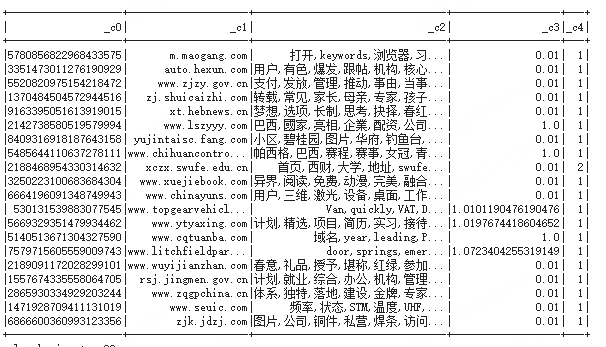 _c0| _c1| _c2| _c3|_c4|
|5780856822968433575| m.maogang.com| 打开,keywords,浏览器,习...| 0.01| 1|
|3351473011276190929| auto.hexun.com|用户,有色,爆发,跟帖,机构,核心...| 0.01| 1|
|5520820975154218472| www.zjzy.gov.cn|支付,发放,管理,推动,事由,当事...| 0.01| 1|
|1370484504572944516| zj.shuicaizhi.com|转载,常见,家长,母亲,专家,孩子...| 0.01| 1|
|9163395051613919015| xt.hebnews.cn|梦想,选项,长制,思考,抉择,春红...| 0.01| 1|
|2142738580519579994| www.lszyyy.com|巴西,國家,亮相,企業,配资,公司...| 1.0| 1|
|8409316918187643158| yujintaisc.fang.com|小区,碧桂园,中海,华府,钓鱼台,...| 0.01| 1|
|5485644110637278111|www.chihuancontro...|帕西格,巴西,赛程,赛事,女冠,青...| 1.0| 1|
|2188468954330314632| xczx.swufe.edu.cn| 首页,西财,大学,地址,swufe...| 0.01| 2|
|3250223100683684304| www.xuejiebook.com|异界,阅读,免费,动漫,完美,融合...| 0.01| 1|
|6664196091348749943| www.chinayuns.com|用户,三维,激光,设备,桌面,工作...| 0.01| 1|
| 530131539883077545|www.topgearvehicl...| Van,quickly,VAT,D...|1.0101190476190476| 1|
|5669329351479934462| www.ytyaxing.com|计划,精选,项目,简历,实习,接待...|1.0197674418604652| 1|
|5140513671304327590| www.cqtuanba.com| 域名,year,leading,P...| 1.0| 1|
|7579715605559009743|www.litchfieldpar...| door,springs,emer...|1.0723404255319149| 1|
|2189091172028299101| www.wuyijianzhan.com|春意,礼品,授予,堪称,红绿,参加...| 0.01| 1|
|1557674335558064705| rsj.jingmen.gov.cn|计划,就业,综合,办公,机构,管理...| 0.01| 1|
|2865930334929203244| www.zqgpchina.cn|体系,独特,落地,建设,金牌,专家...| 0.01| 1|
|1471928709411131019| www.seuic.com| 频率,状态,STM,温度,UHF,...| 0.01| 1|
|6866600360993123356| zjk.jdzj.com|图片,公司,铜件,私营,焊条,访问...| 0.01| 1|